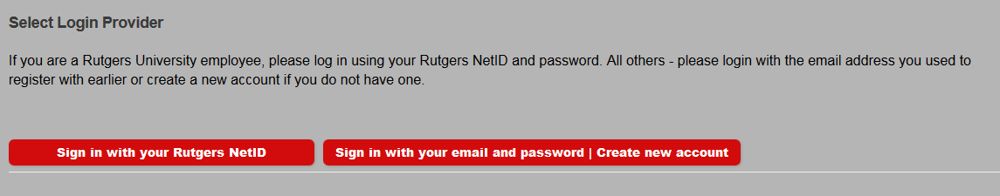 Select Login Provider
If you are a Rutgers University employee, please log in using your Rutgers NetID and password. All others - please login with the email address you used to
register with earlier or create a new account if you do not have one.
Sign in with your Rutgers NetID
Sign in with your email and password | Create new account